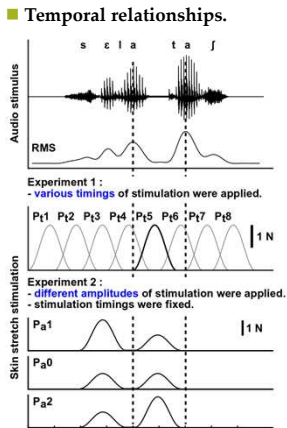 Temporal relationships.
s ɛ l a t a ʃ
Audio stimulus
RMS
Experiment 1 :
- various timings of stimulation were applied.
Pt1 Pt2 Pt3 Pt4 Pt5 Pt6 Pt7 Pt8
1 N
Experiment 2 :
- different amplitudes of stimulation were applied.
- stimulation timings were fixed.
Skin stretch stimulation
Pa1
1 N
Pa0
Pa2